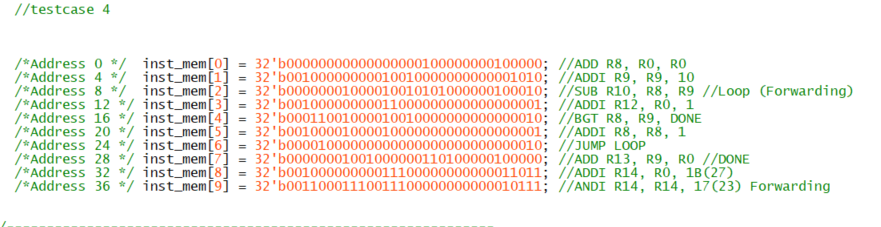 //testcase 4
/*Address 0 */ inst_mem[0] = 32'b00000000000000000100000000100000; //ADD R8, R0, R0
/*Address 4 */ inst_mem[1] = 32'b00100000000010010000000000001010; //ADDI R9, R9, 10
/*Address 8 */ inst_mem[2] = 32'b00000001000010010101000000100010; //SUB R10, R8, R9 //Loop (Forwarding)
/*Address 12 */ inst_mem[3] = 32'b00100000000011000000000000000001; //ADDI R12, R0, 1
/*Address 16 */ inst_mem[4] = 32'b00011001000010010000000000000010; //BGT R8, R9, DONE
/*Address 20 */ inst_mem[5] = 32'b00100001000010000000000000000001; //ADDI R8, R8, 1
/*Address 24 */ inst_mem[6] = 32'b00001000000000000000000000000010; //JUMP LOOP
/*Address 28 */ inst_mem[7] = 32'b00000001001000000110100000100000; //ADD R13, R9, R0 //DONE
/*Address 32 */ inst_mem[8] = 32'b00100000000011100000000000011011; //ADDI R14, R0, 1B(27)
/*Address 36 */ inst_mem[9] = 32'b00110001110011100000000000010111; //ANDI R14, R14, 17(23) Forwarding